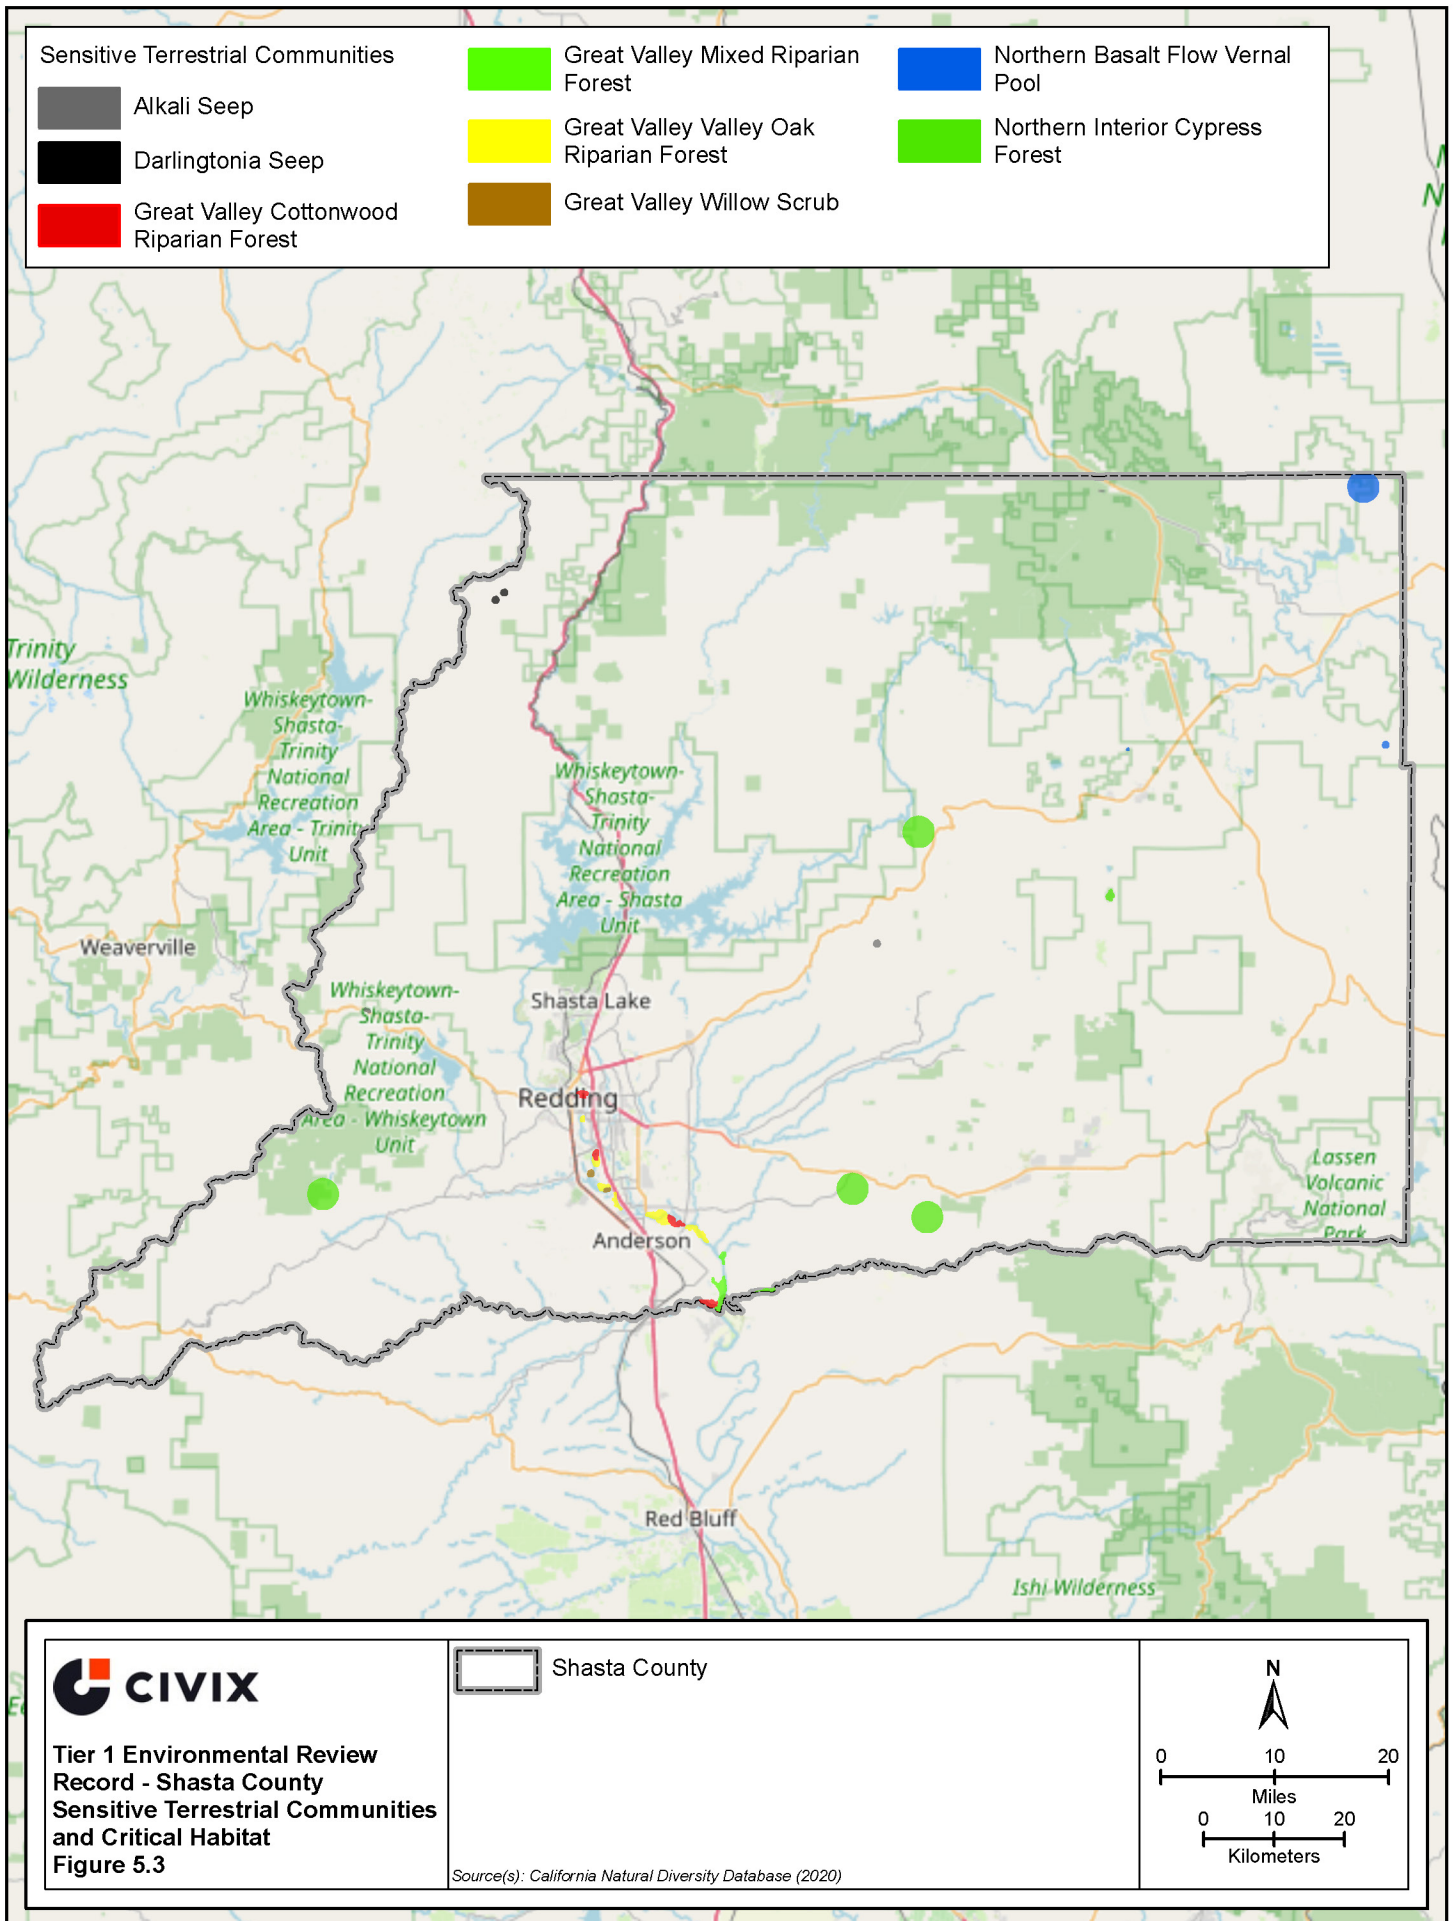 Sensitive Terrestrial Communities
Alkali Seep
Darlingtonia Seep
Great Valley Cottonwood
Riparian Forest
Great Valley Mixed Riparian
Forest
Great Valley Valley Oak
Riparian Forest
Great Valley Willow Scrub
Northern Basalt Flow Vernal
Pool
Northern Interior Cypress
Forest
N
Trinity
Wilderness
Whiskeytown-
Shasta-
Trinity
National
Recreation
Area - Trinity
Unit
Whiskeytown-
Shasta-
Trinity
National
Recreation
Area - Shasta
Unit
Weaverville
Whiskeytown-
Shasta-
Trinity
National
Recreation
Area - Whiskeytown
Unit
Shasta Lake
Redding
Anderson
Lassen
Volcanic
National
Park
Red Bluff
Ishi Wilderness
CIVIX
Tier 1 Environmental Review
Record - Shasta County
Sensitive Terrestrial Communities
and Critical Habitat
Figure 5.3
Shasta County
Source(s): California Natural Diversity Database (2020)
N
0 10 20
Miles
0 10 20
Kilometers